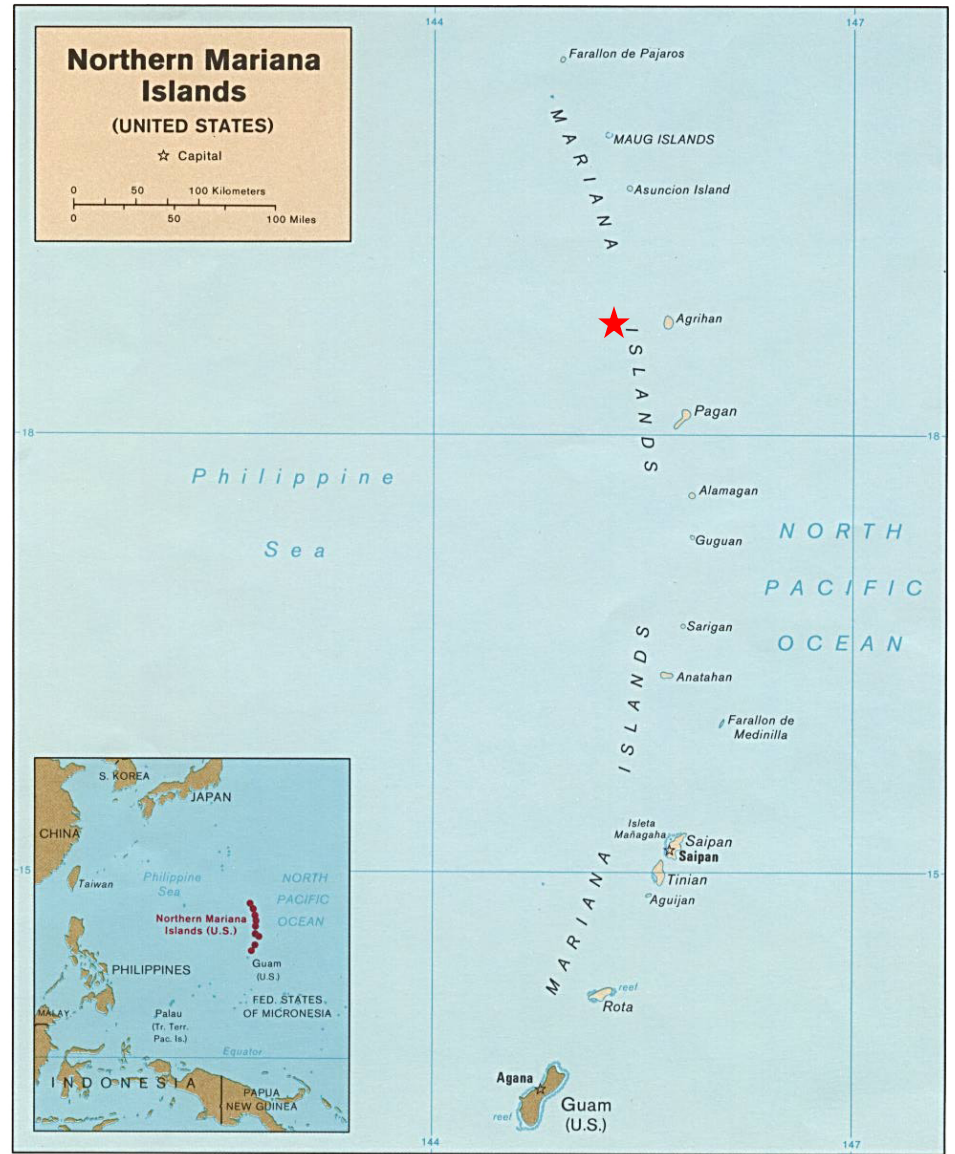 144
147
Northern Mariana
Islands
(UNITED STATES)
Capital
0 50 100 Kilometers
0 50 100 Miles
Farallon de Pajaros
MAUG ISLANDS
Asuncion Island
MARIANA
ISLANDS
Agrihan
Pagan
18
18
Philippine
Sea
Alamagan
Guguan
NORTH
PACIFIC
OCEAN
Sarigan
Anatahan
Farallon de
Medinilla
MARIANA ISLANDS
Isleta
Mañagaha
Saipan
Saipan
15
15
Tinian
Aguijan
reef
Rota
Agana
reef
Guam
(U.S.)
144
147
S. KOREA
JAPAN
CHINA
Taiwan
Philippine
Sea
NORTH
PACIFIC
OCEAN
Northern Mariana
Islands (U.S.)
Guam
(U.S.)
PHILIPPINES
FED. STATES
OF MICRONESIA
MALAY
Palau
(Tr. Terr.
Pac. Is.)
Equator
INDONESIA
PAPUA
NEW GUINEA